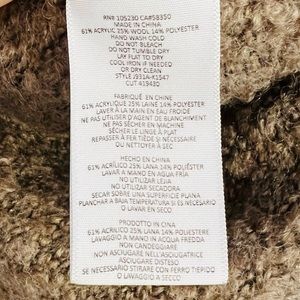 RN# 105230 CA#58350
MADE IN CHINA
61% ACRYLIC 25% WOOL 14% POLYESTER
HAND WASH COLD
DO NOT BLEACH
DO NOT TUMBLE DRY
LAY FLAT TO DRY
COOL IRON IF NEEDED
OR DRY CLEAN
STYLE:J931A-K1547
CUT #19430
FABRIQUÉ EN CHINE
61% ACRYLIQUE 25% LAINE 14% POLYESTER
LAVER À LA MAIN EN EAU FROIDE
NE PAS UTILISER D'AGENT DE BLANCHIMENT
NE PAS SÉCHER EN MACHINE
SÉCHER LE LINGE À PLAT
REPASSER À FER TIÈDE SI NÉCESSAIRE
OU NETTOYER À SEC
HECHO EN CHINA
61% ACRÍLICO 25% LANA 14% POLIÉSTER
LAVAR A MANO EN AGUA FRÍA
NO UTILIZAR LEJIA
NO UTILIZAR SECADORA
SECAR SOBRE UNA SUPERFICIE PLANA
PLANCHAR A BAJA TEMPERATURA SI ES NECESARIO
O LAVAR EN SECO
PRODOTTO IN CINA
61% ACRILICO 25% LANA 14% POLIESTERE
LAVAGGIO A MANO IN ACQUA FREDDA
NON CANDEGGIARE
NON ASCIUGARE NELL'ASCIUGATRICE
ASCIUGARE DISTESO
SE NECESSARIO STIRARE CON FERRO TIEPIDO
O LAVAGGIO A SECCO